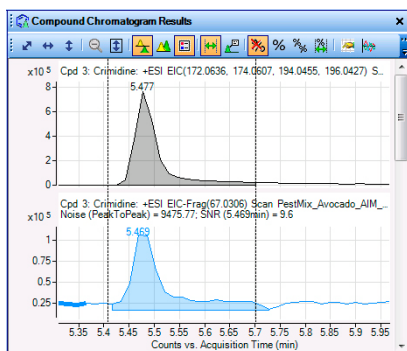 Compound Chromatogram Results
x10 5 Cpd 3: Crimidine: +ESI EIC(172.0636, 174.0607, 194.0455, 196.0427) S...
5.477
8-
6-
4-
2-
0-
x10 5 Cpd 3: Crimidine: +ESI EIC-Frag(67.0306) Scan PestMix_Avocado_AIM_...
Noise (PeakToPeak) = 9475.77; SNR (5.469min) = 9.6
5.469
1-
0.75-
0.5-
0.25-
5.35 5.4 5.45 5.5 5.55 5.6 5.65 5.7 5.75 5.8 5.85 5.9 5.95
Counts vs. Acquisition Time (min)